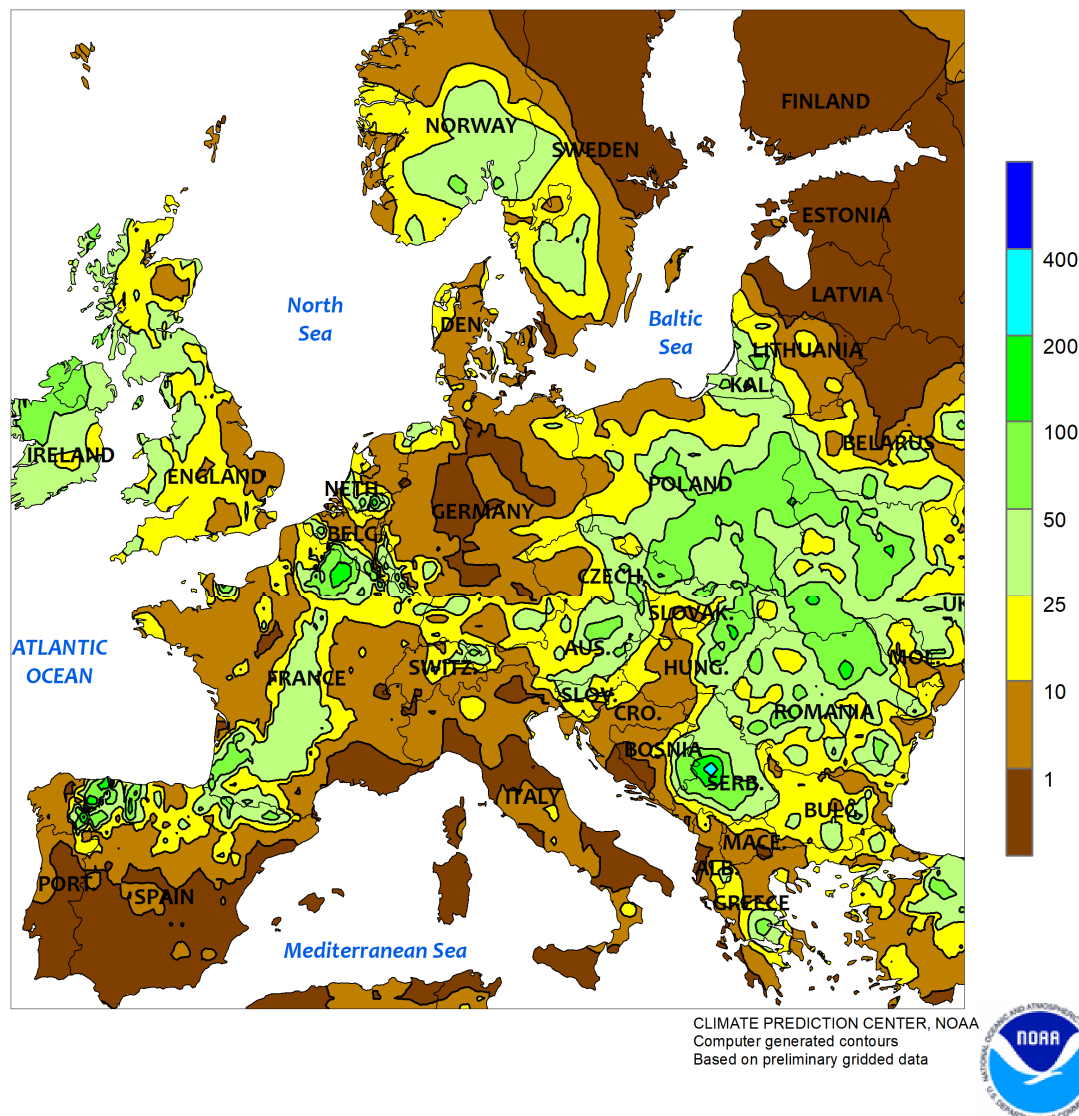 FINLAND
NORWAY
SWEDEN
ESTONIA
LATVIA
North
Sea
Baltic
Sea
DEN.
LITHUANIA
KAL.
BELARUS
IRELAND
ENGLAND
NETH.
POLAND
GERMANY
BELG.
CZECH.
SLOVAK.
UK
ATLANTIC
OCEAN
AUS.
MOL.
FRANCE
SWITZ.
HUNG.
SLOV.
CRO.
ROMANIA
BOSNIA
SERB.
ITALY
BULG.
MACE.
ALB.
PORT.
SPAIN
GREECE
Mediterranean Sea
400
200
100
50
25
10
1
CLIMATE PREDICTION CENTER, NOAA
Computer generated contours
Based on preliminary gridded data
NOAA